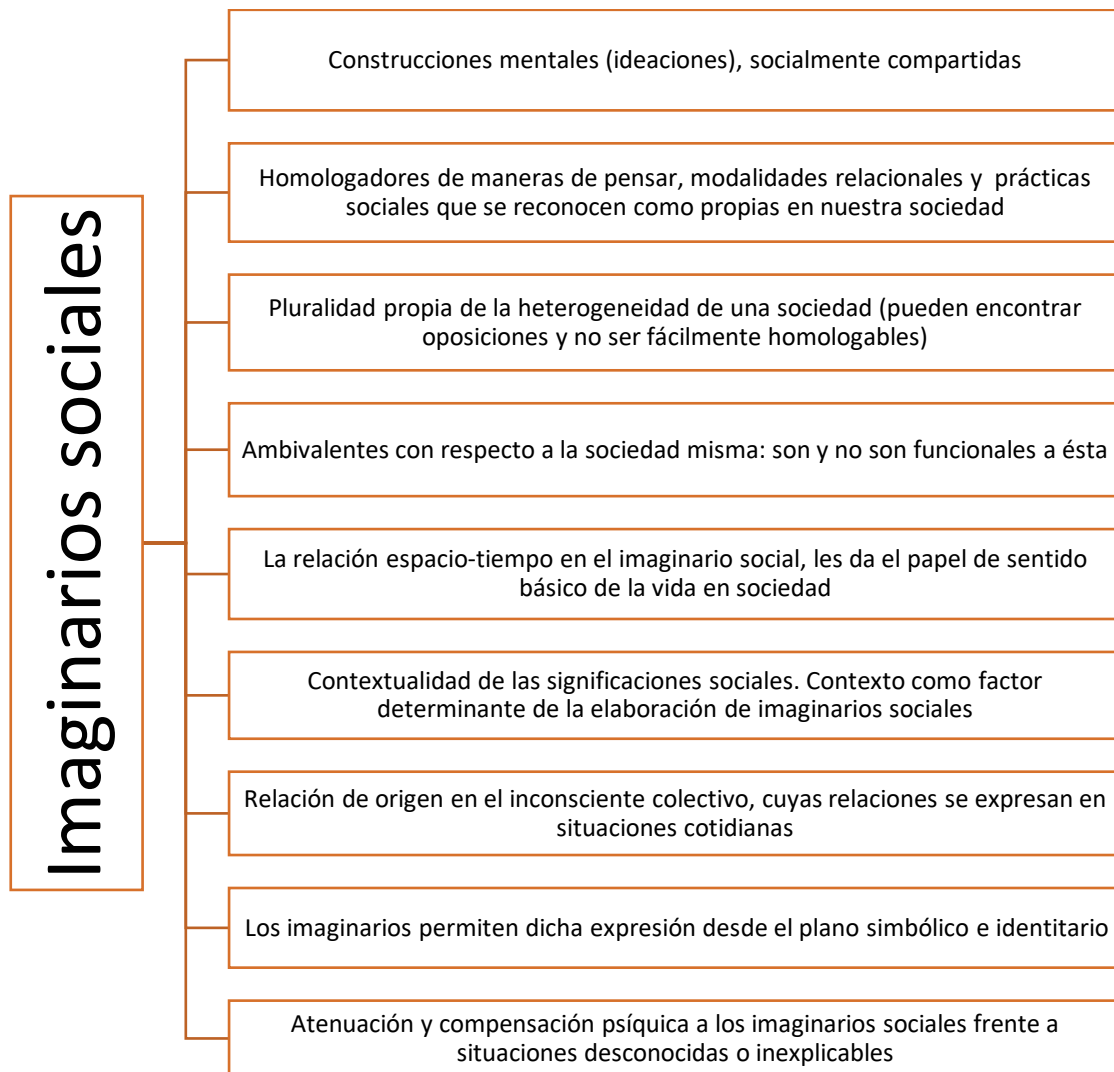 Imaginarios sociales
Construcciones mentales (ideaciones), socialmente compartidas
Homologadores de maneras de pensar, modalidades relacionales y prácticas
sociales que se reconocen como propias en nuestra sociedad
Pluralidad propia de la heterogeneidad de una sociedad (pueden encontrar
oposiciones y no ser fácilmente homologables)
Ambivalentes con respecto a la sociedad misma: son y no son funcionales a ésta
La relación espacio-tiempo en el imaginario social, les da el papel de sentido
básico de la vida en sociedad
Contextualidad de las significaciones sociales. Contexto como factor
determinante de la elaboración de imaginarios sociales
Relación de origen en el inconsciente colectivo, cuyas relaciones se expresan en
situaciones cotidianas
Los imaginarios permiten dicha expresión desde el plano simbólico e identitario
Atenuación y compensación psíquica a los imaginarios sociales frente a
situaciones desconocidas o inexplicables